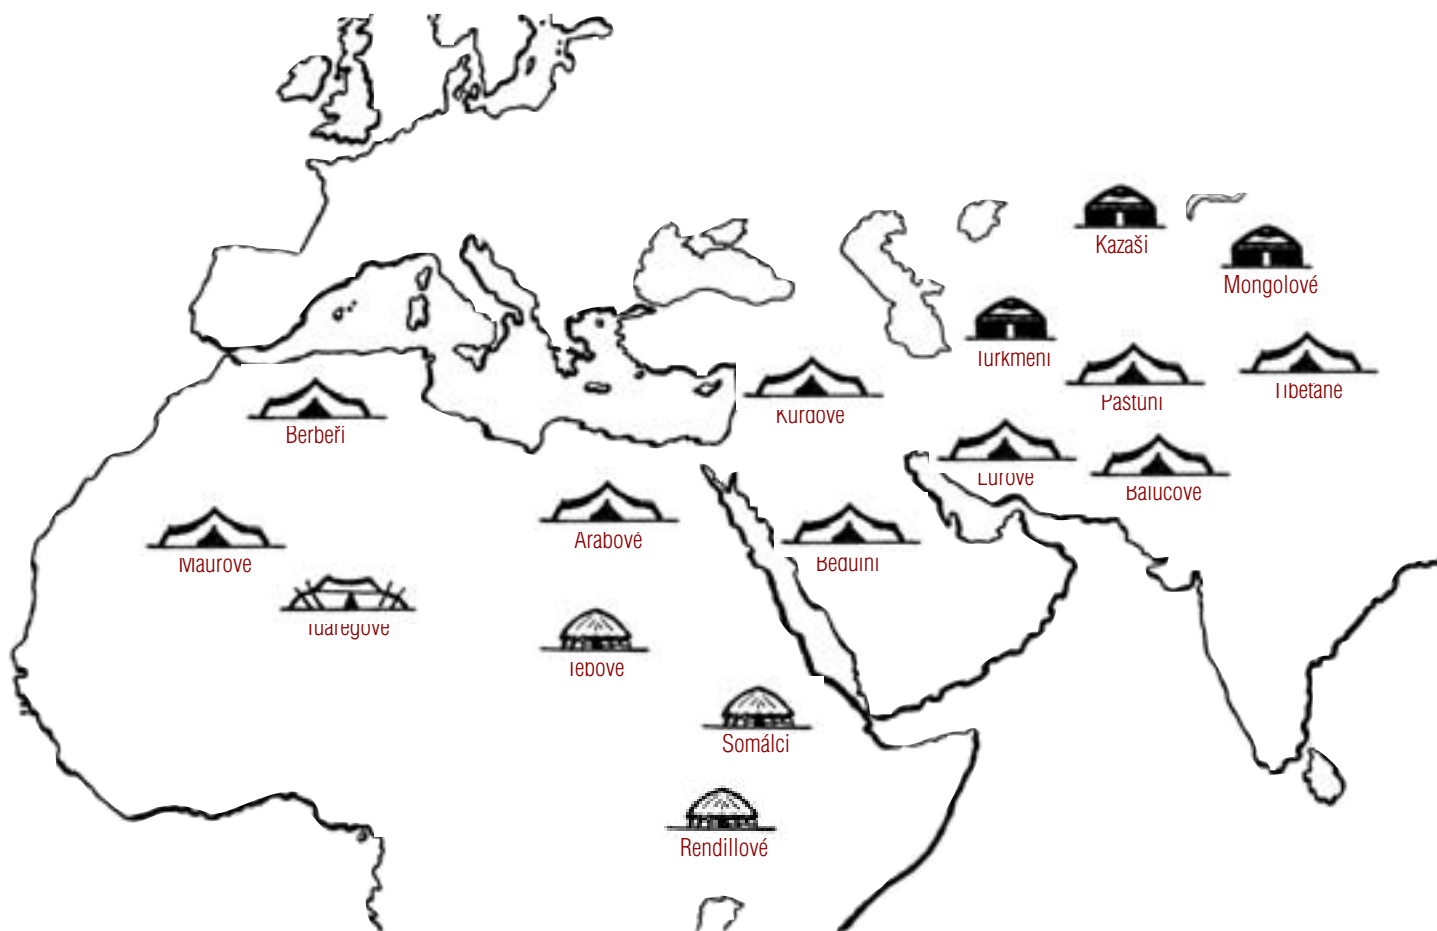 Kazaši
Mongolové
Turkmeni
Tibeťané
Paštuni
Kurdové
Berbeři
Lurové
Balúčové
Arabové
Maurové
Beduíni
Tuaregové
Tebové
Somálci
Rendillové